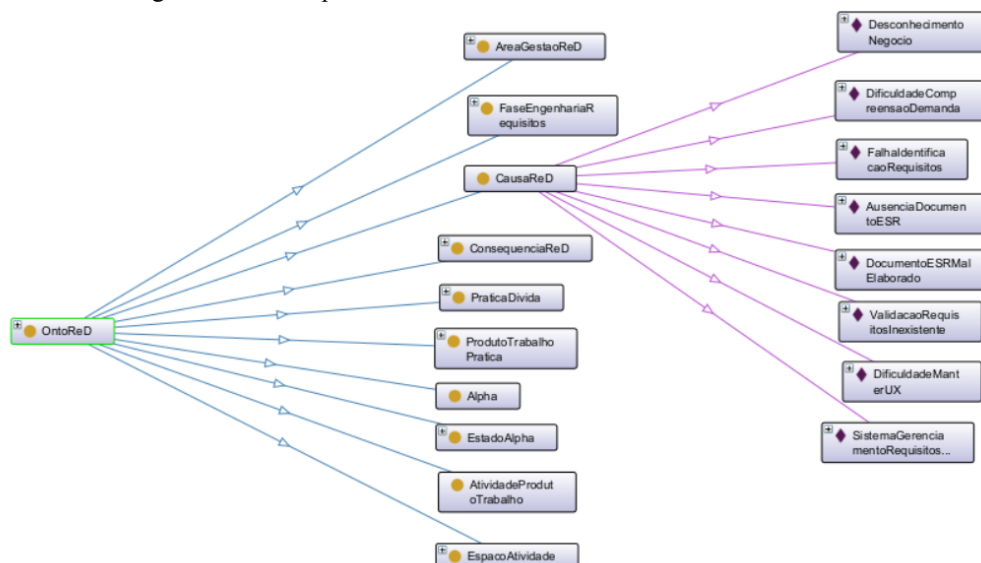 OntoReD
AreaGestaoReD
FaseEngenhariaR
equisitos
CausaReD
ConsequenciaReD
PraticaDivida
ProdutoTrabalho
Pratica
Alpha
EstadoAlpha
AtividadeProdut
oTrabalho
EspacoAtividade
Desconhecimento
Negocio
DificuldadeComp
reensaoDemanda
FalhaIdentifica
caoRequisitos
AusenciaDocumen
toESR
DocumentoESRMal
Elaborado
ValidacaoRequis
itosInexistente
DificuldadeMant
erUX
SistemaGerencia
mentoRequisitos...